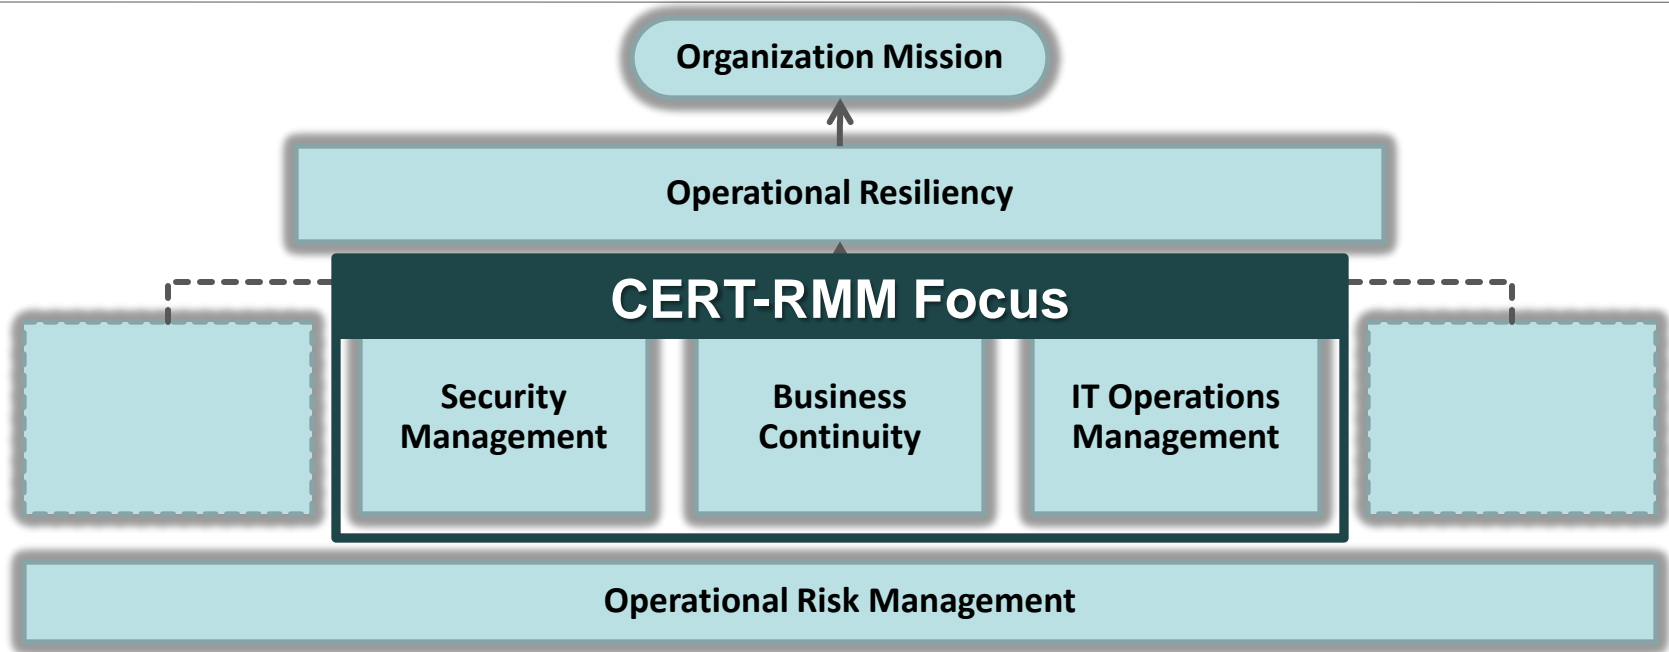 Organization Mission
Operational Resiliency
CERT-RMM Focus
Security
Management
Business
Continuity
IT Operations
Management
Operational Risk Management